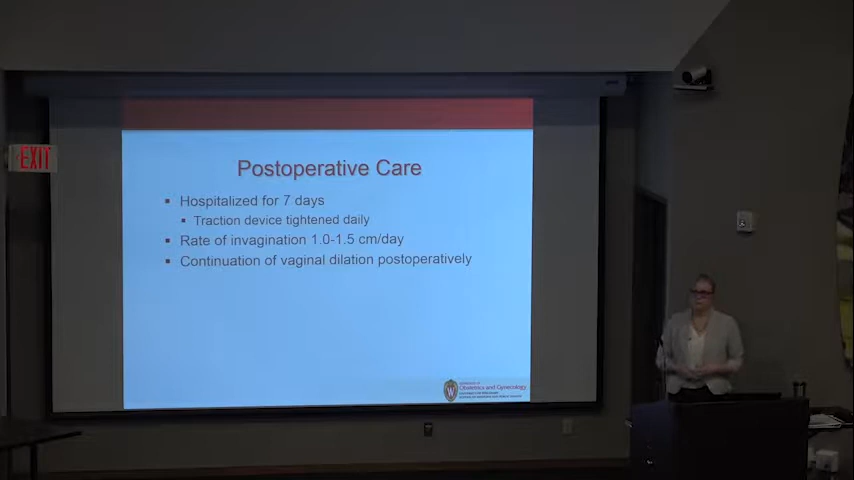 EXIT
Postoperative Care
▪ Hospitalized for 7 days
▪ Traction device tightened daily
▪ Rate of invagination 1.0-1.5 cm/day
▪ Continuation of vaginal dilation postoperatively
Obstetrics and Gynecology